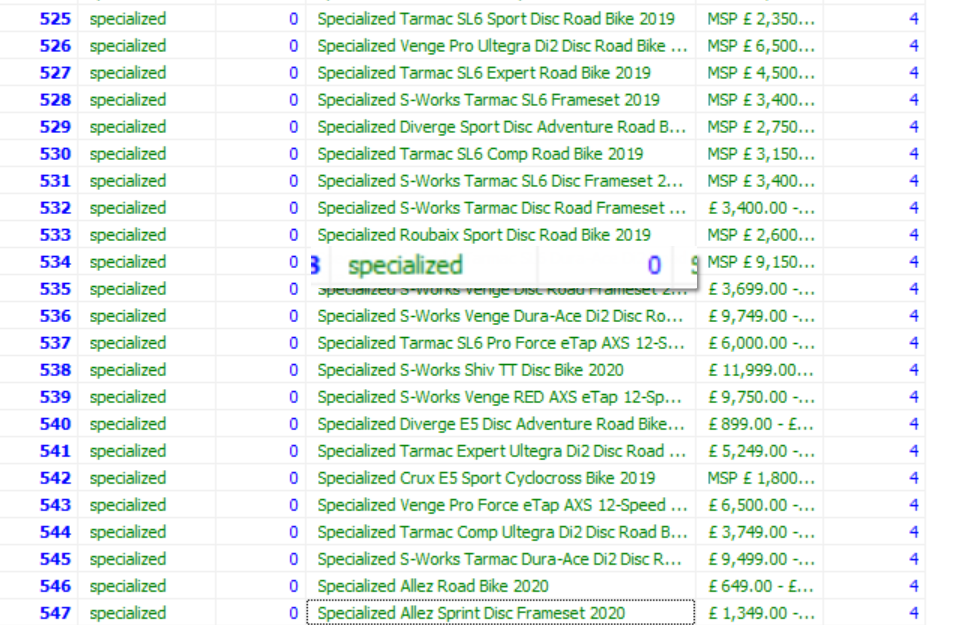 525 specialized 0 Specialized Tarmac SL6 Sport Disc Road Bike 2019 MSP £ 2,350... 4
526 specialized 0 Specialized Venge Pro Ultegra Di2 Disc Road Bike ... MSP £ 6,500... 4
527 specialized 0 Specialized Tarmac SL6 Expert Road Bike 2019 MSP £ 4,500... 4
528 specialized 0 Specialized S-Works Tarmac SL6 Frameset 2019 MSP £ 3,400... 4
529 specialized 0 Specialized Diverge Sport Disc Adventure Road B... MSP £ 2,750... 4
530 specialized 0 Specialized Tarmac SL6 Comp Road Bike 2019 MSP £ 3,150... 4
531 specialized 0 Specialized S-Works Tarmac SL6 Disc Frameset 2... MSP £ 3,400... 4
532 specialized 0 Specialized S-Works Tarmac Disc Road Frameset ... £ 3,400.00 -... 4
533 specialized 0 Specialized Roubaix Sport Disc Road Bike 2019 MSP £ 2,600... 4
534 specialized 0 specialized 0 MSP £ 9,150... 4
535 specialized 0 Specialized S-Works Venge Disc Road Frameset 2... £ 3,699.00 -... 4
536 specialized 0 Specialized S-Works Venge Dura-Ace Di2 Disc Ro... £ 9,749.00 -... 4
537 specialized 0 Specialized Tarmac SL6 Pro Force eTap AXS 12-S... £ 6,000.00 -... 4
538 specialized 0 Specialized S-Works Shiv TT Disc Bike 2020 £ 11,999.00... 4
539 specialized 0 Specialized S-Works Venge RED AXS eTap 12-Sp... £ 9,750.00 -... 4
540 specialized 0 Specialized Diverge E5 Disc Adventure Road Bike... £ 899.00 - £... 4
541 specialized 0 Specialized Tarmac Expert Ultegra Di2 Disc Road ... £ 5,249.00 -... 4
542 specialized 0 Specialized Crux E5 Sport Cyclocross Bike 2019 MSP £ 1,800... 4
543 specialized 0 Specialized Venge Pro Force eTap AXS 12-Speed ... £ 6,500.00 -... 4
544 specialized 0 Specialized Tarmac Comp Ultegra Di2 Disc Road B... £ 3,749.00 -... 4
545 specialized 0 Specialized S-Works Tarmac Dura-Ace Di2 Disc R... £ 9,499.00 -... 4
546 specialized 0 Specialized Allez Road Bike 2020 £ 649.00 - £... 4
547 specialized 0 Specialized Allez Sprint Disc Frameset 2020 £ 1,349.00 -... 4